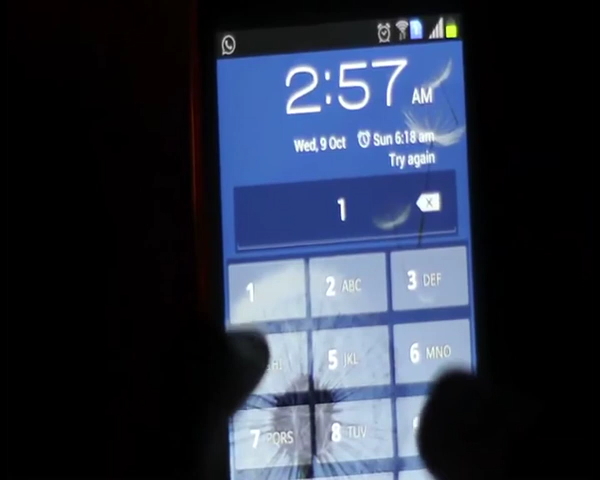 2:57 AM
Wed, 9 Oct Sun 6:18 am
Try again
1
1 2 ABC 3 DEF
5 JKL 6 MNO
7 PQRS 8 TUV